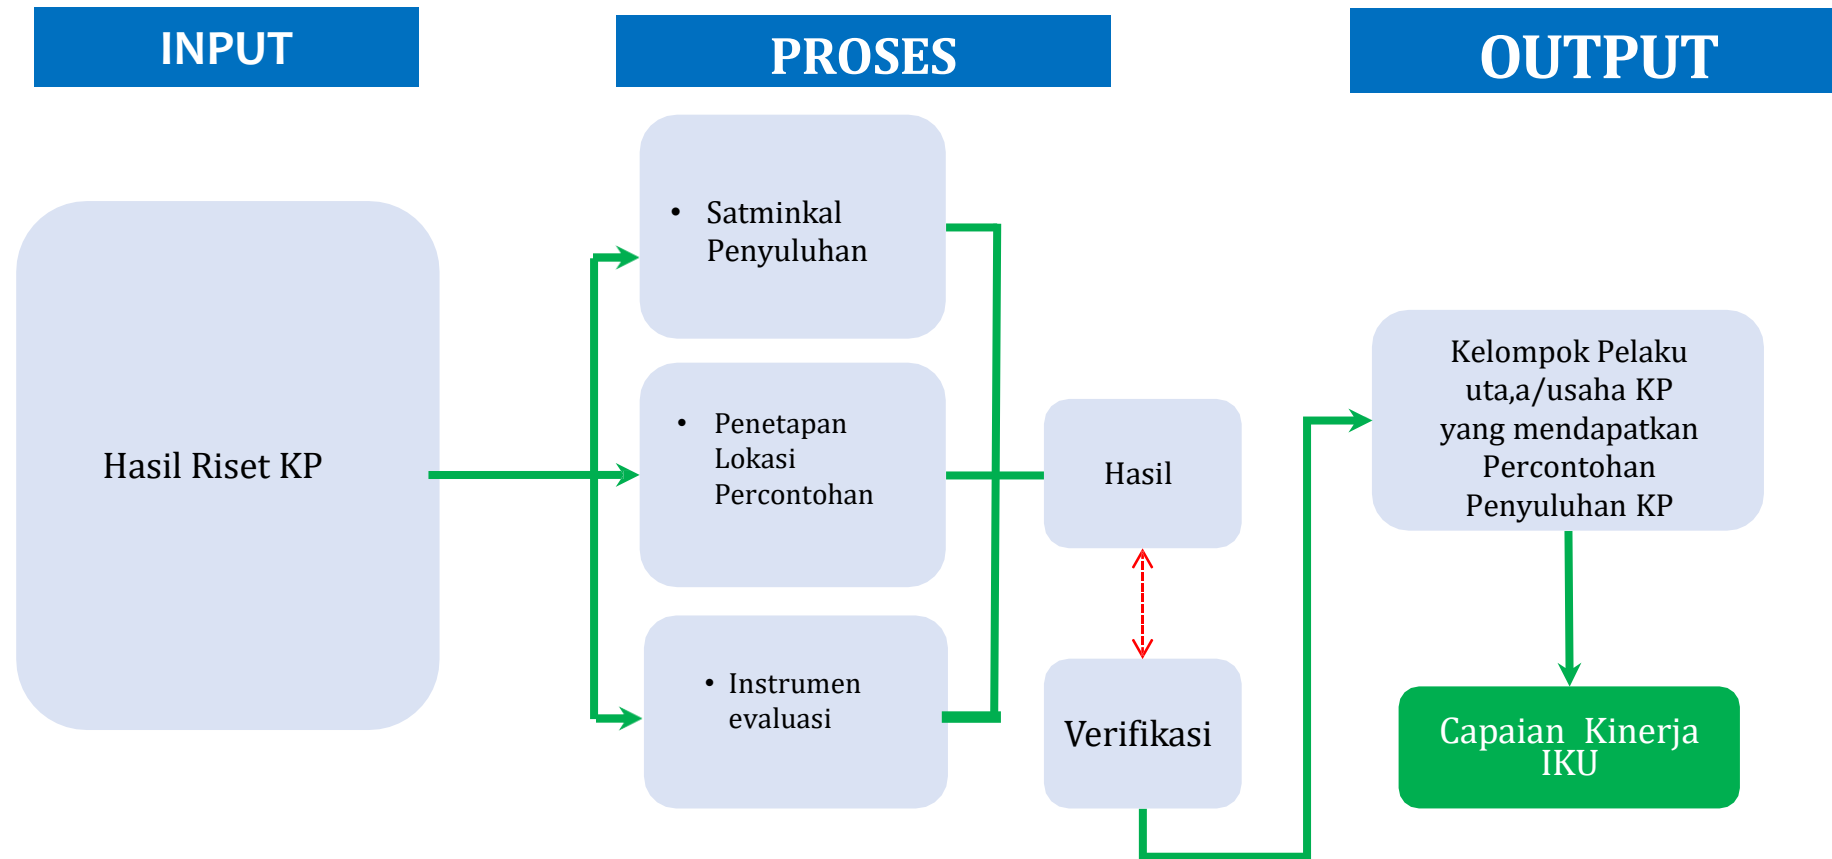 INPUT
PROSES
OUTPUT
Hasil Riset KP
• Satminkal
Penyuluhan
• Penetapan
Lokasi
Percontohan
• Instrumen
evaluasi
Hasil
Verifikasi
Kelompok Pelaku
uta,a/usaha KP
yang mendapatkan
Percontohan
Penyuluhan KP
Capaian Kinerja
IKU